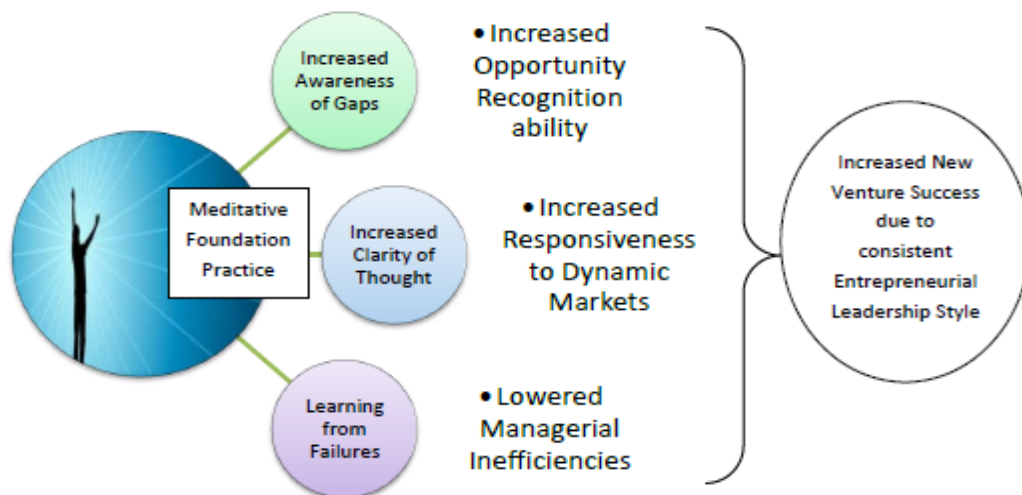 Increased
Awareness
of Gaps
•Increased
Opportunity
Recognition
ability
Meditative
Foundation
Practice
Increased
Clarity of
Thought
•Increased
Responsiveness
to Dynamic
Markets
Learning
from
Failures
•Lowered
Managerial
Inefficiencies
Increased New
Venture Success
due to
consistent
Entrepreneurial
Leadership Style